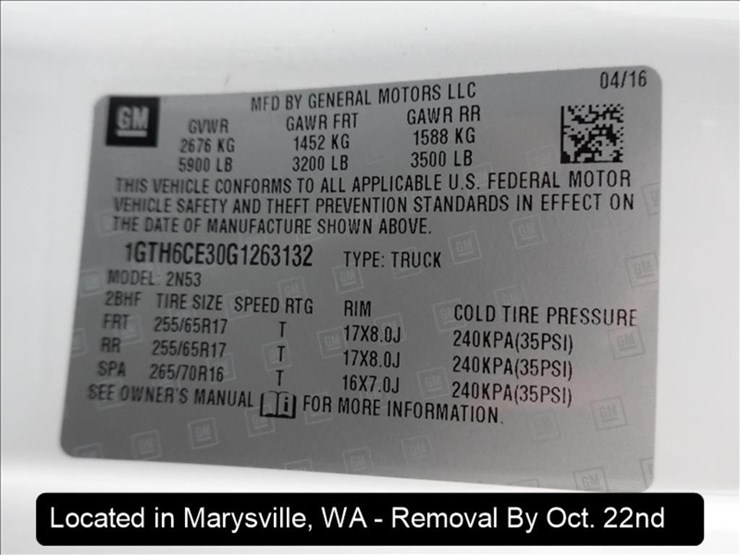 GM
MFD BY GENERAL MOTORS LLC
04/16
GVWR GAWR FRT GAWR RR
2676 KG 1452 KG 1588 KG
5900 LB 3200 LB 3500 LB
THIS VEHICLE CONFORMS TO ALL APPLICABLE U.S. FEDERAL MOTOR
VEHICLE SAFETY AND THEFT PREVENTION STANDARDS IN EFFECT ON
THE DATE OF MANUFACTURE SHOWN ABOVE.
1GTH6CE30G1263132 TYPE: TRUCK
MODEL: 2N53
2BHF TIRE SIZE SPEED RTG RIM COLD TIRE PRESSURE
FRT 255/65R17 T 17X8.0J 240KPA(35PSI)
RR 255/65R17 T 17X8.0J 240KPA(35PSI)
SPA 265/70R16 T 16X7.0J 240KPA(35PSI)
SEE OWNER'S MANUAL i FOR MORE INFORMATION.
Located in Marysville, WA - Removal By Oct. 22nd